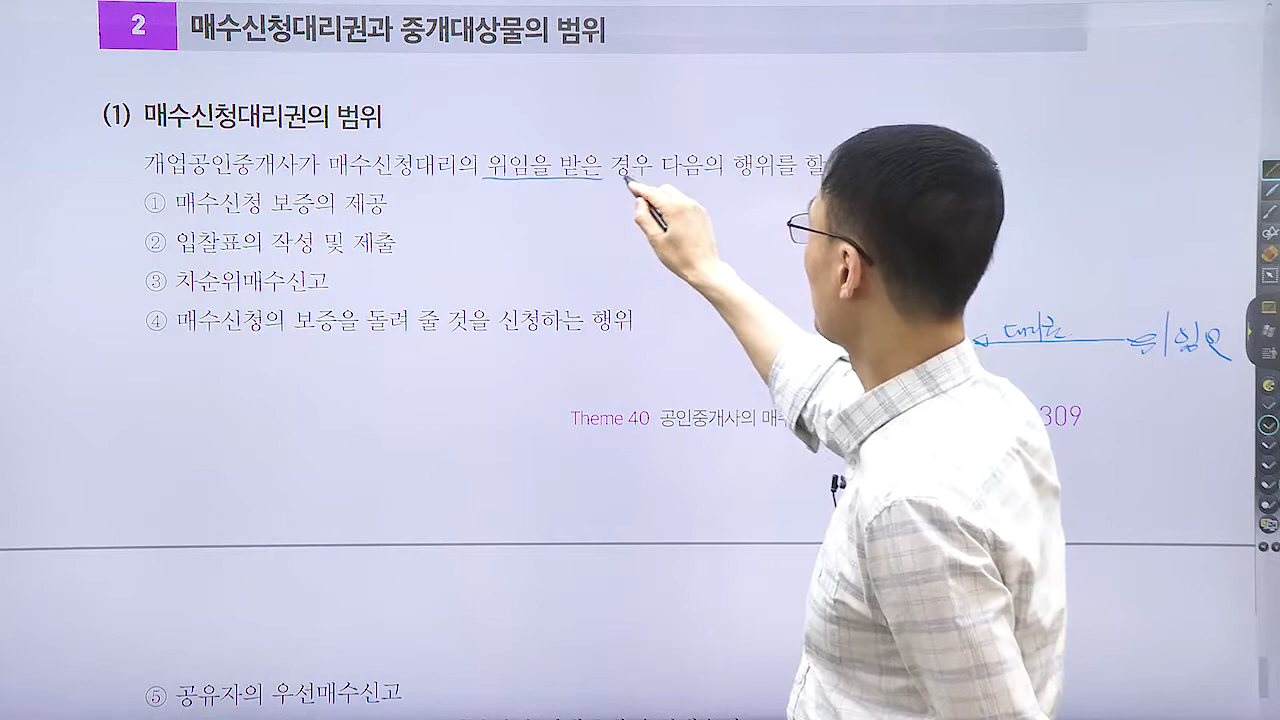 2 매수신청대리권과 중개대상물의 범위
(1) 매수신청대리권의 범위
개업공인중개사가 매수신청대리의 위임을 받은 경우 다음의 행위를 할
① 매수신청 보증의 제공
② 입찰표의 작성 및 제출
③ 차순위매수신고
④ 매수신청의 보증을 돌려 줄 것을 신청하는 행위
대리권
위임인
Theme 40 공인중개사의 매 309
⑤ 공유자의 우선매수신고